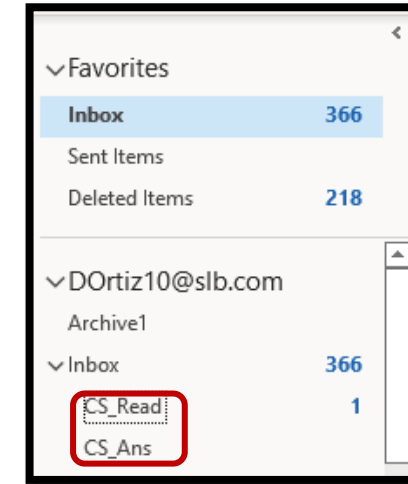 Favorites
Inbox 366
Sent Items
Deleted Items 218
DOrtiz10@slb.com
Archive1
Inbox 366
CS_Read 1
CS_Ans